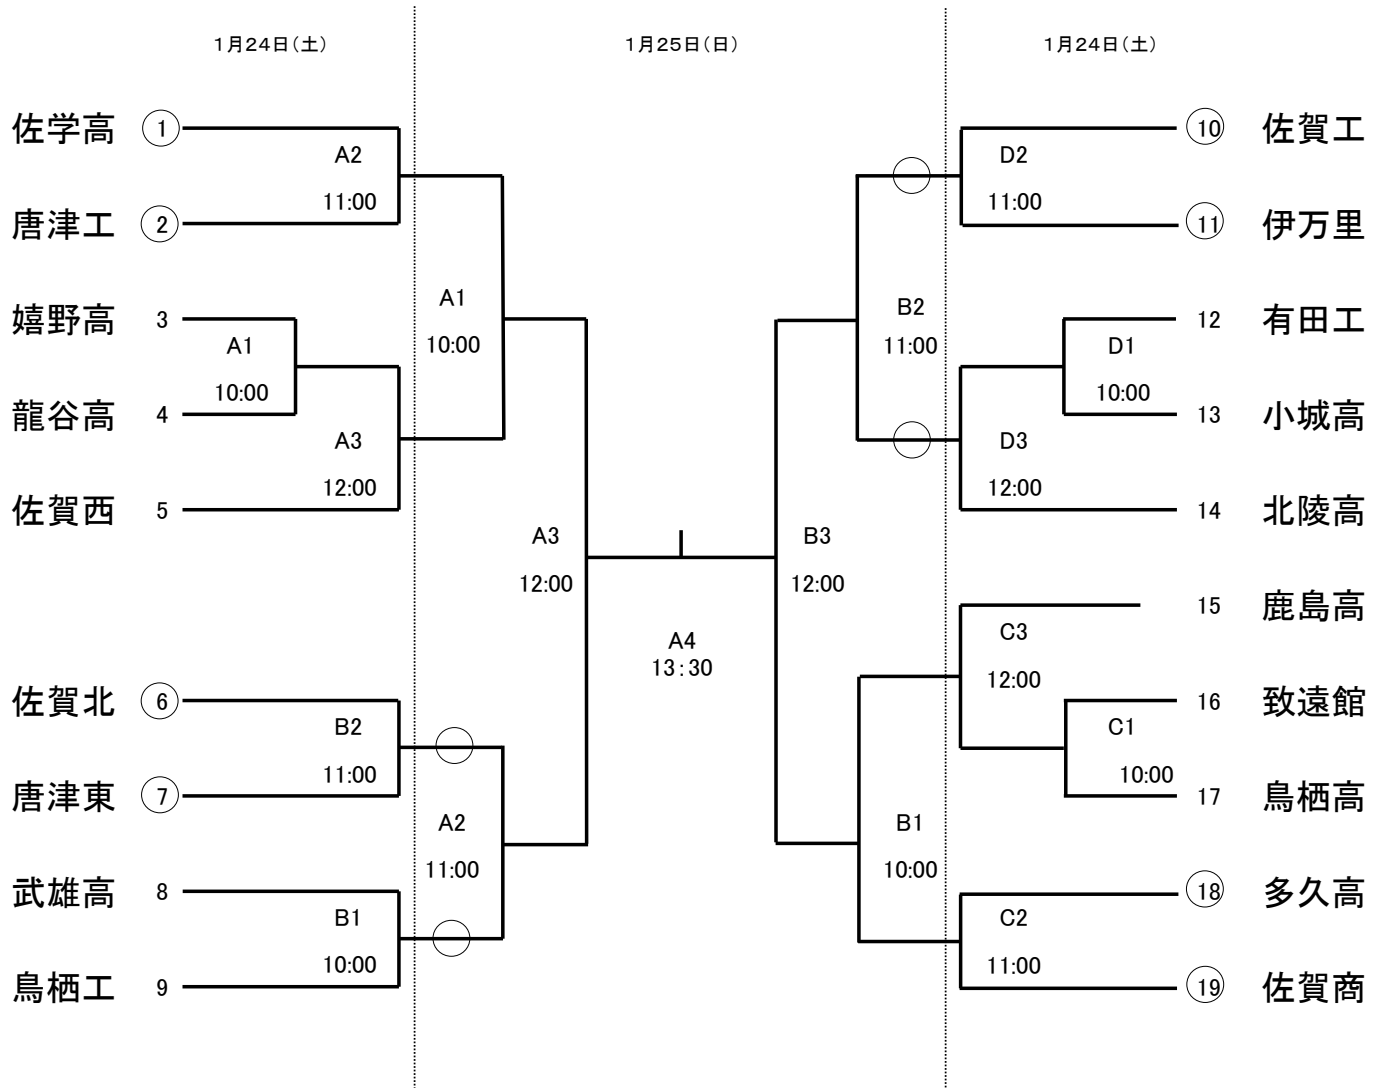 1月24日(土)
1月25日(日)
1月24日(土)
佐学高 1
A2
11:00
唐津工 2
嬉野高 3
A1
10:00
龍谷高 4
A3
12:00
佐賀西 5
A1
10:00
佐賀北 6
B2
11:00
唐津東 7
武雄高 8
B1
10:00
鳥栖工 9
A2
11:00
A3
12:00
A4
13:30
B3
12:00
B2
11:00
B1
10:00
10 佐賀工
D2
11:00
11 伊万里
12 有田工
D1
10:00
13 小城高
D3
12:00
14 北陵高
15 鹿島高
C3
12:00
16 致遠館
C1
10:00
17 鳥栖高
18 多久高
C2
11:00
19 佐賀商